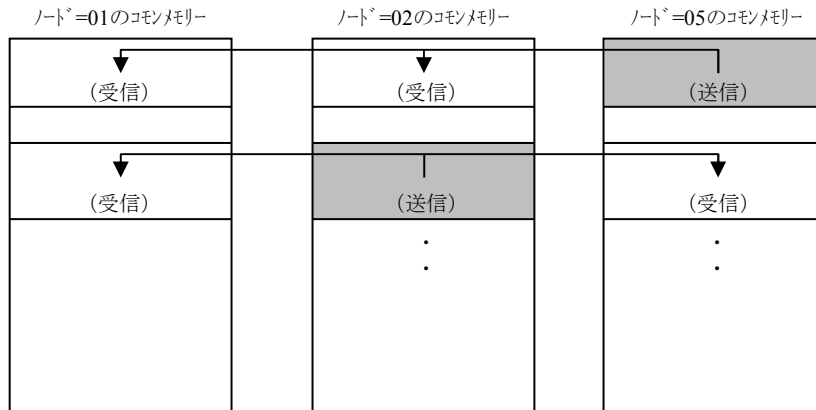 ﾉｰﾄﾞ=01のｺﾓﾝﾒﾓﾘｰ
ﾉｰﾄﾞ=02のｺﾓﾝﾒﾓﾘｰ
ﾉｰﾄﾞ=05のｺﾓﾝﾒﾓﾘｰ
（受信）
（受信）
（送信）
（受信）
（送信）
（受信）
・
・
・
・